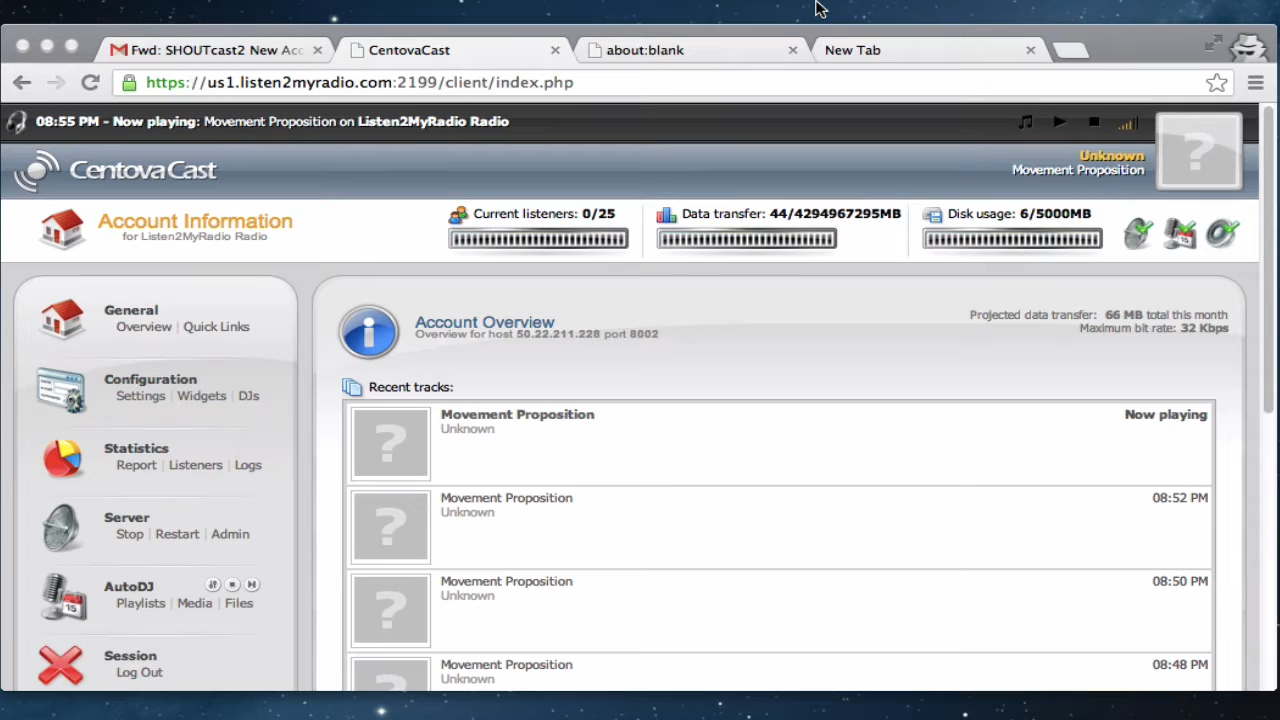 Fwd: SHOUTcast2 New Acc
CentovaCast
about:blank
New Tab
https://us1.listen2myradio.com:2199/client/index.php
08:55 PM - Now playing: Movement Proposition on Listen2MyRadio Radio
CentovaCast
Unknown
Movement Proposition
?
Account Information
for Listen2MyRadio Radio
Current listeners: 0/25
Data transfer: 44/4294967295MB
Disk usage: 6/5000MB
15
General
Overview | Quick Links
Configuration
Settings | Widgets | DJs
Statistics
Report | Listeners | Logs
Server
Stop | Restart | Admin
AutoDJ
Playlists | Media | Files
15
Session
Log Out
i
Account Overview
Overview for host 50.22.211.228 port 8002
Projected data transfer: 66 MB total this month
Maximum bit rate: 32 Kbps
Recent tracks:
?
Movement Proposition
Unknown
Now playing
?
Movement Proposition
Unknown
08:52 PM
?
Movement Proposition
Unknown
08:50 PM
?
Movement Proposition
Unknown
08:48 PM